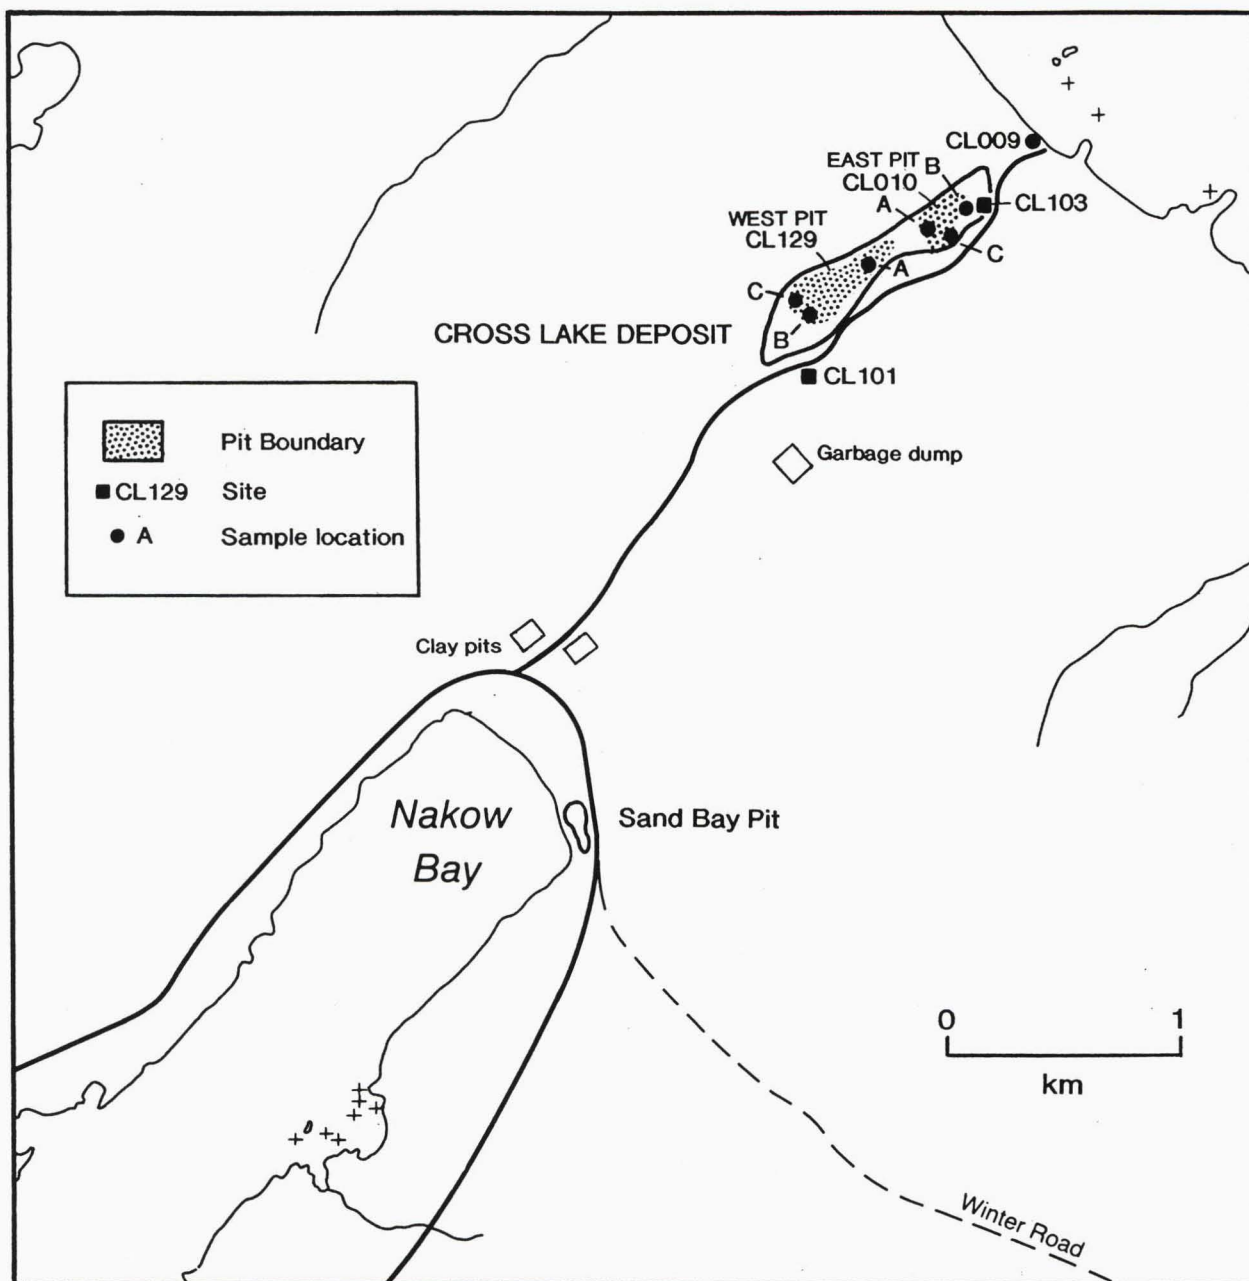 CL009
EAST PIT B
CL010
A
CL103
WEST PIT
CL129
C
A
C
CROSS LAKE DEPOSIT
B
CL101
Pit Boundary
Garbage dump
CL129 Site
A Sample location
Clay pits
Nakow
Bay
Sand Bay Pit
0 1
km
Winter Road